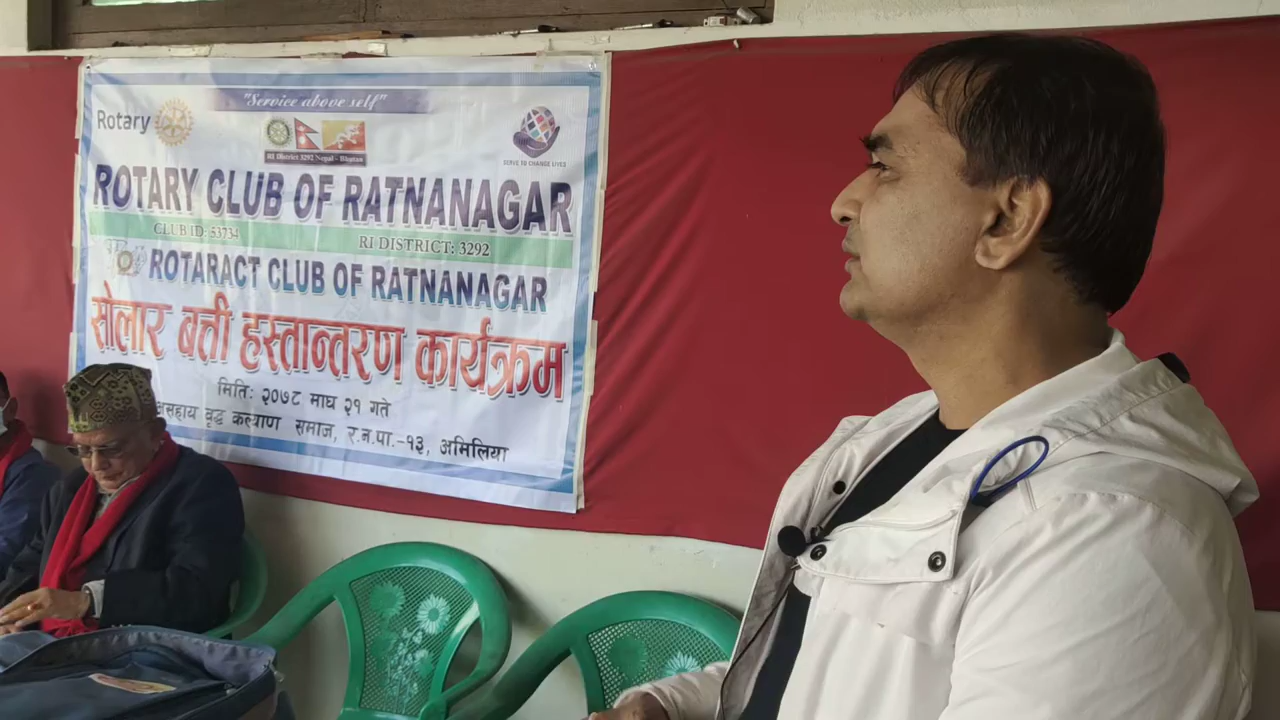 "Service above self"
Rotary
RI District 3292 Nepal - Bhutan
SERVE TO CHANGE LIVES
ROTARY CLUB OF RATNANAGAR
CLUB ID: 53734 RI DISTRICT: 3292
ROTARACT CLUB OF RATNANAGAR
सोलार बत्ती हस्तान्तरण कार्यक्रम
मिति: २०७८ माघ २१ गते
असहाय वृद्ध कल्याण समाज, र.न.पा.-१३, अमिलिया